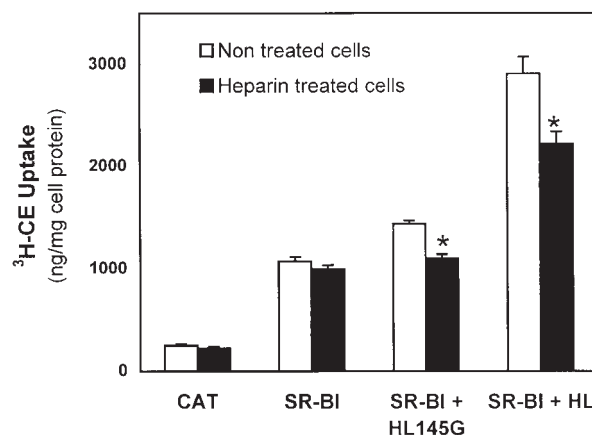 Non treated cells
Heparin treated cells
³H-CE Uptake
(ng/mg cell protein)
3000
2000
1000
0
*
*
CAT
SR-BI
SR-BI +
HL145G
SR-BI + HL